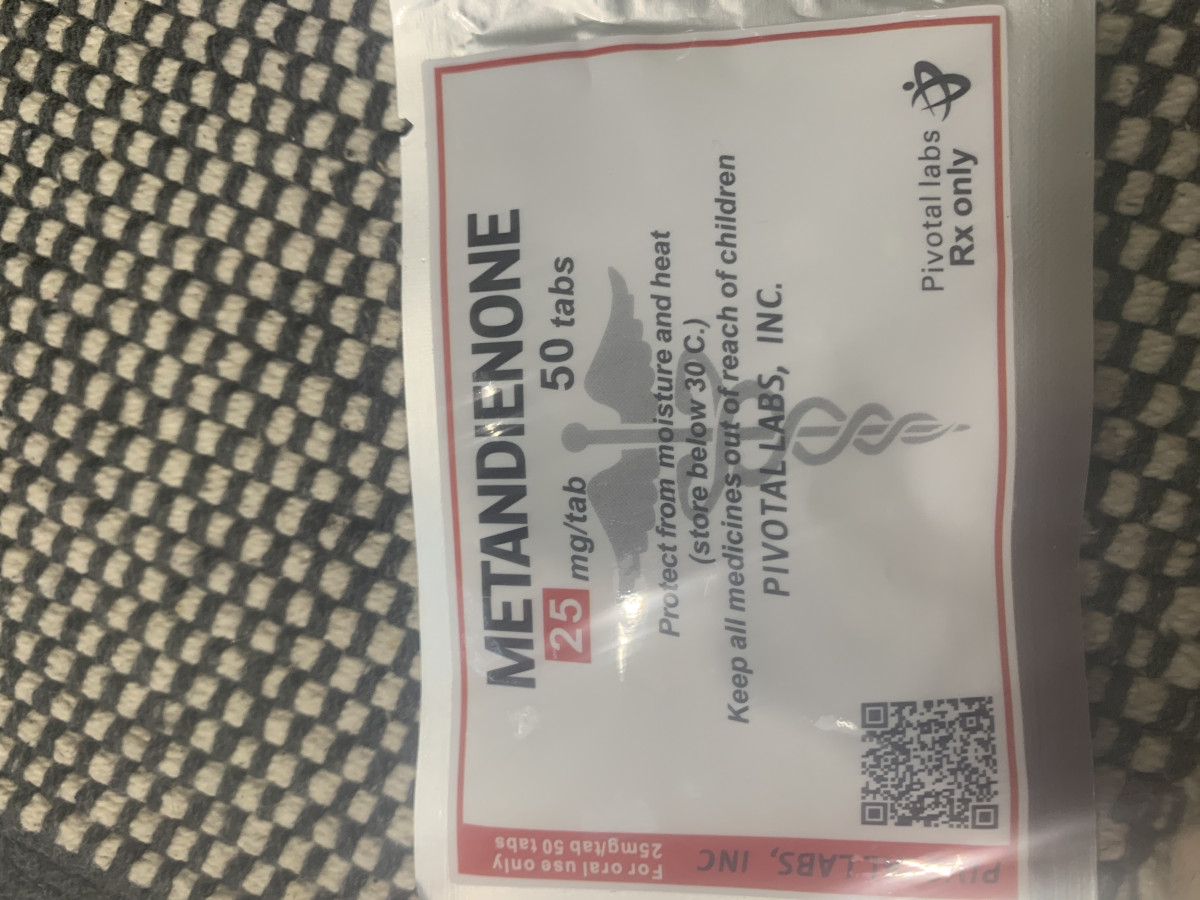 METANDIENONE
25 mg/tab 50 tabs
Protect from moisture and heat
(store below 30 C.)
Keep all medicines out of reach of children
PIVOTAL LABS, INC.
Pivotal labs
Rx only
For oral use only
25mg/tab 50 tabs
LABS, INC